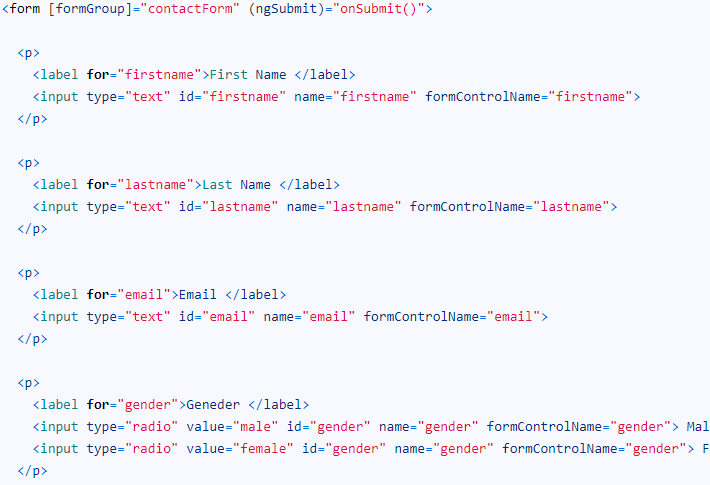 <form [formGroup]="contactForm" (ngSubmit)="onSubmit()">
<p>
<label for="firstname">First Name </label>
<input type="text" id="firstname" name="firstname" formControlName="firstname">
</p>
<p>
<label for="lastname">Last Name </label>
<input type="text" id="lastname" name="lastname" formControlName="lastname">
</p>
<p>
<label for="email">Email </label>
<input type="text" id="email" name="email" formControlName="email">
</p>
<p>
<label for="gender">Geneder </label>
<input type="radio" value="male" id="gender" name="gender" formControlName="gender"> Mal
<input type="radio" value="female" id="gender" name="gender" formControlName="gender"> F
</p>